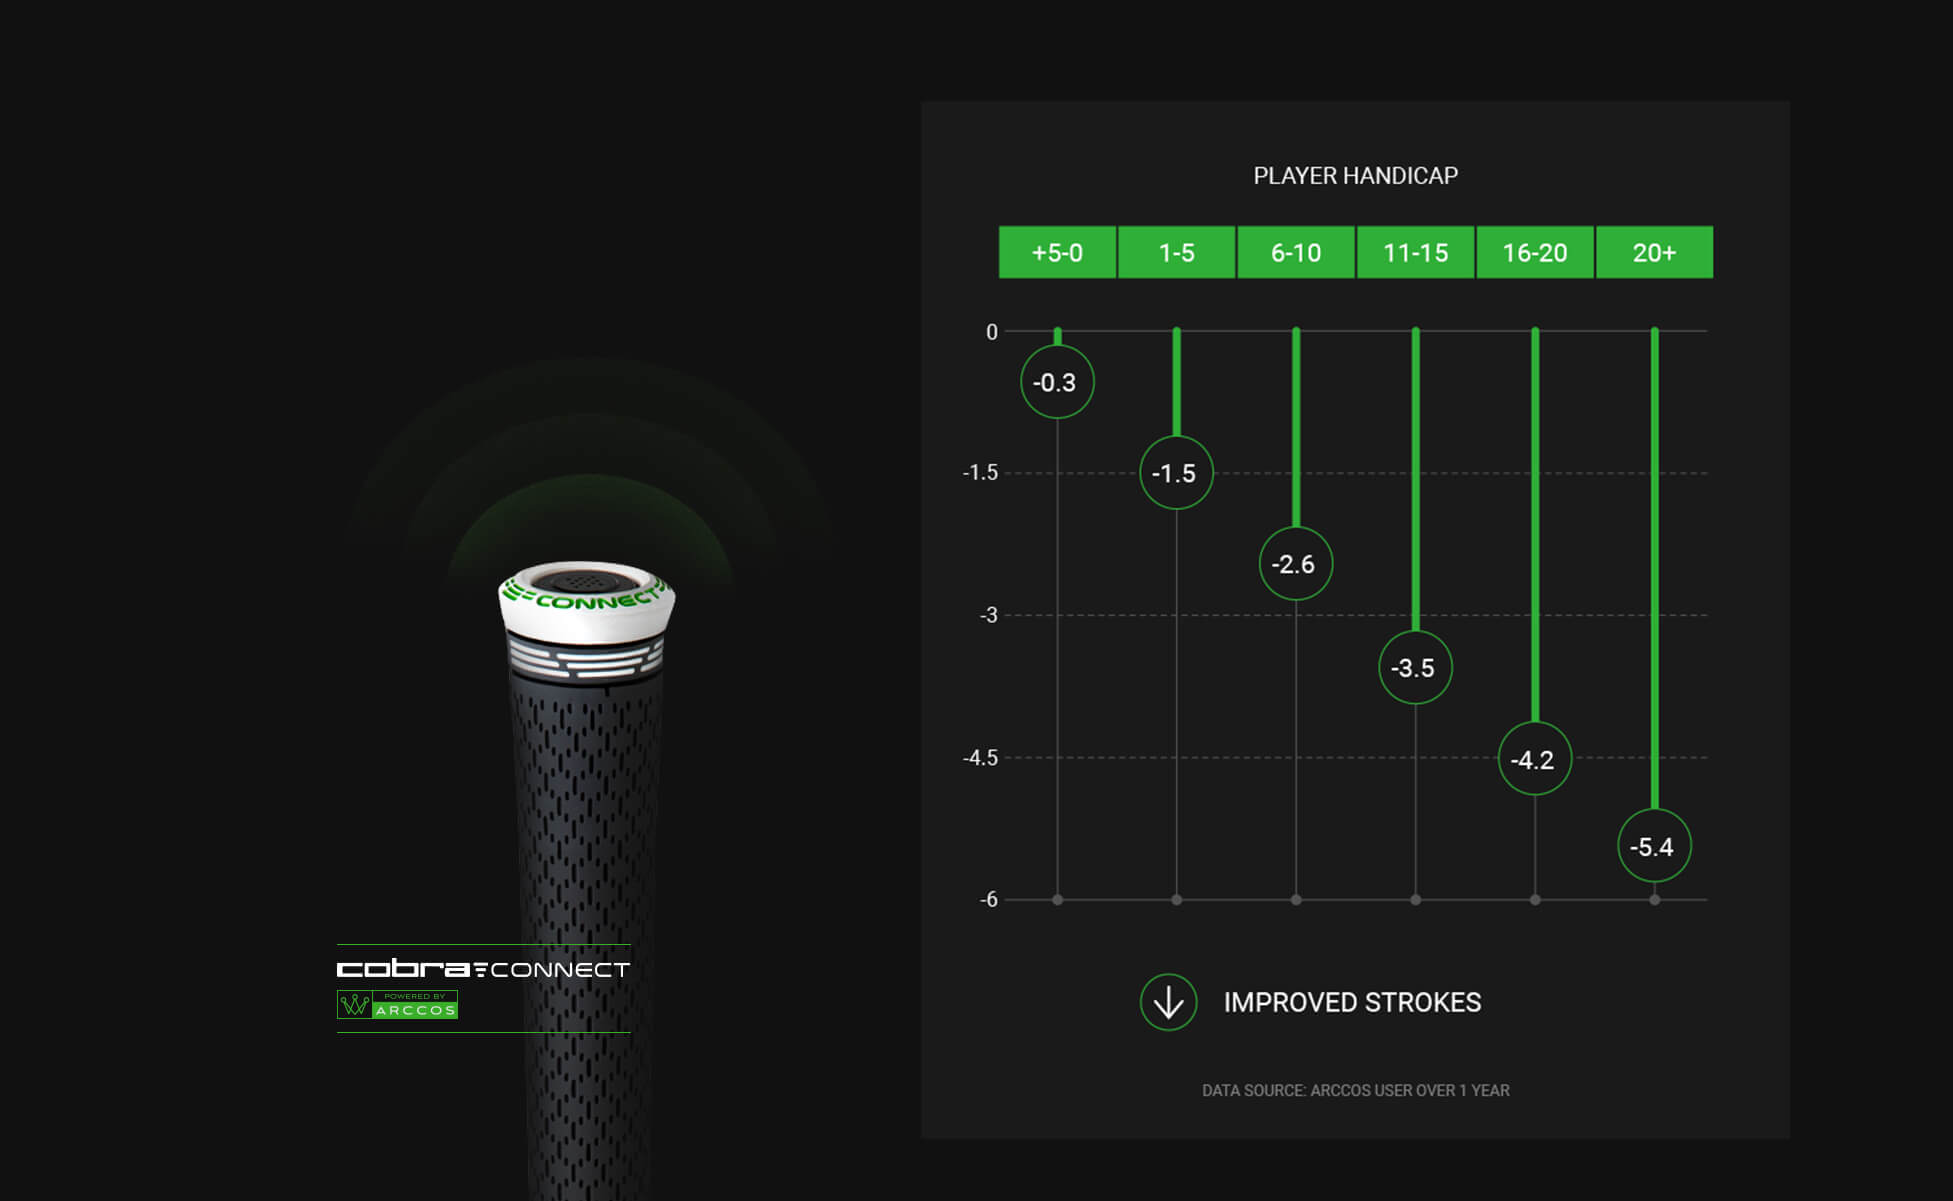 PLAYER HANDICAP
+5-0 1-5 6-10 11-15 16-20 20+
0
-0.3
-1.5
-1.5
-2.6
-3
-3.5
-4.5
-4.2
-5.4
-6
IMPROVED STROKES
DATA SOURCE: ARCCOS USER OVER 1 YEAR
CONNECT
cobra CONNECT
POWERED BY
ARCCOS